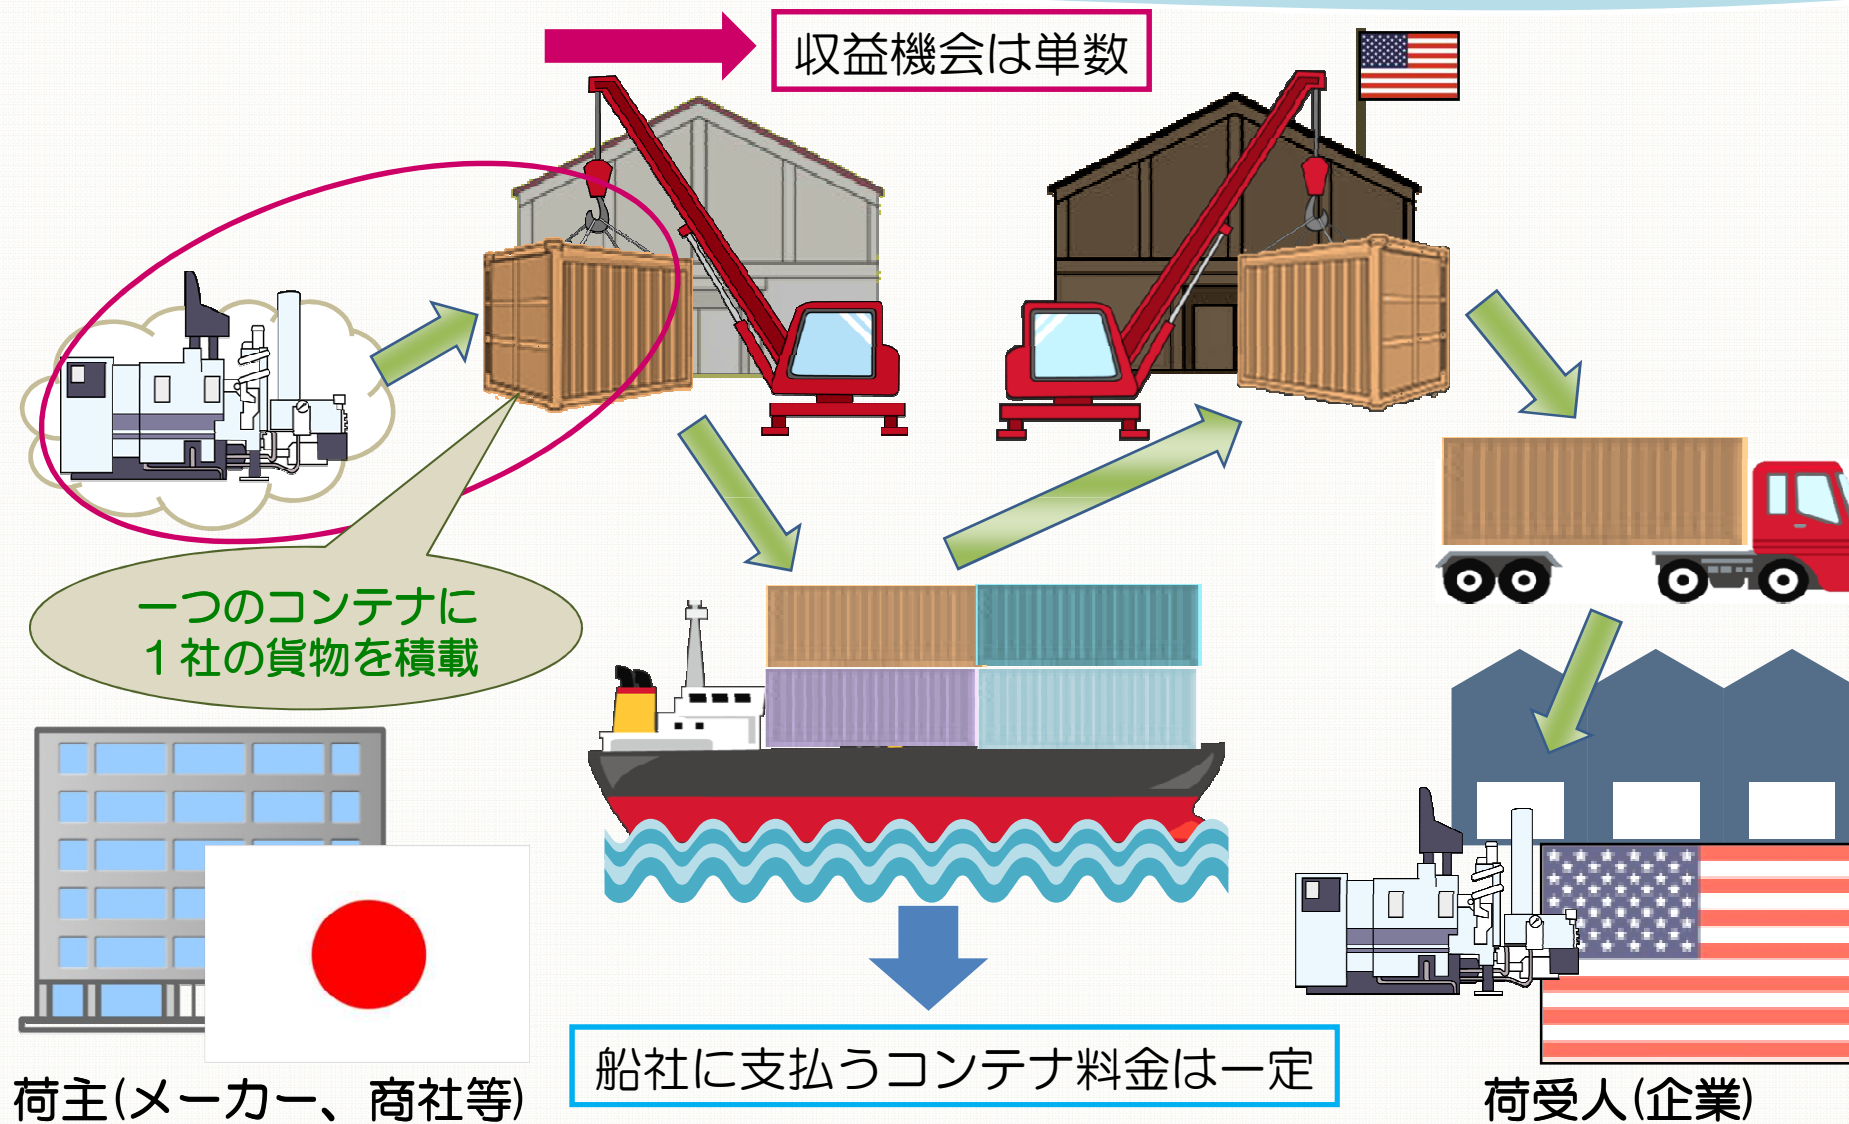 収益機会は単数
一つのコンテナに
1社の貨物を積載
船社に支払うコンテナ料金は一定
荷主(メーカー、商社等)
荷受人(企業)